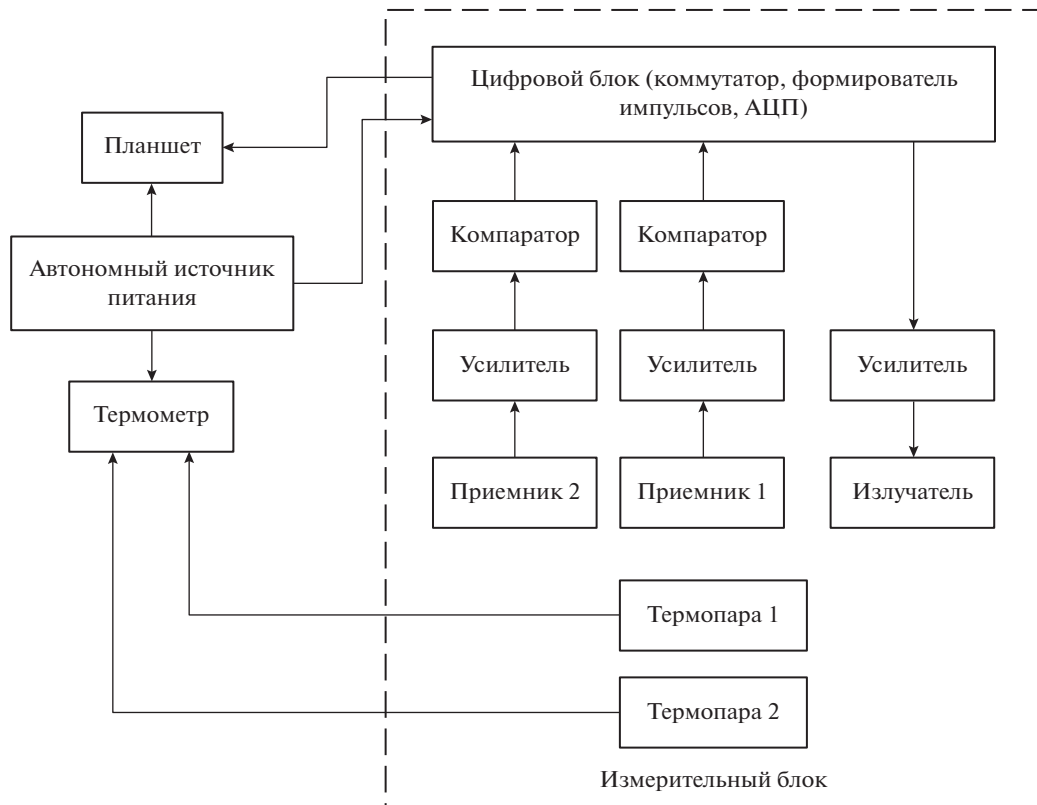 Цифровой блок (коммутатор, формирователь
импульсов, АЦП)
Планшет
Компаратор
Компаратор
Автономный источник
питания
Усилитель
Усилитель
Усилитель
Термометр
Приемник 2
Приемник 1
Излучатель
Термопара 1
Термопара 2
Измерительный блок